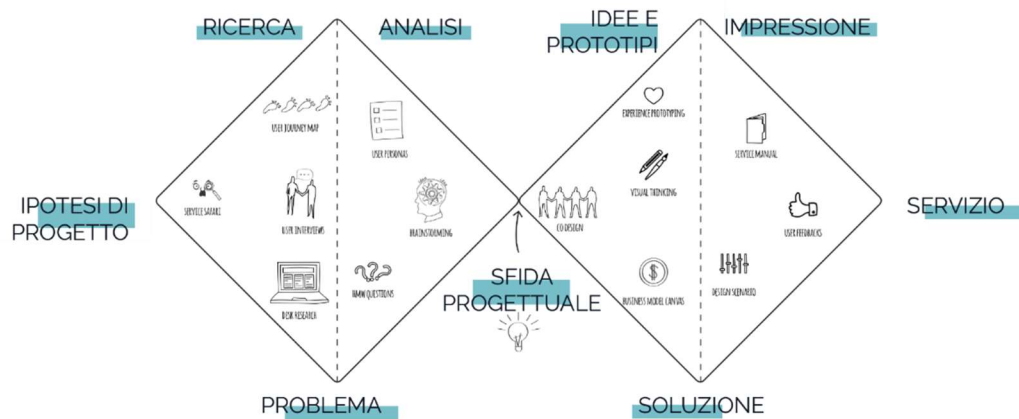 RICERCA
ANALISI
IDEE E
PROTOTIPI
IMPRESSIONE
USER JOURNEY MAP
USER PERSONAS
EXPERIENCE PROTOTYPING
SERVICE MANUAL
VISUAL THINKING
SERVICE SAFARI
USER INTERVIEWS
BRAINSTORMING
CO DESIGN
USER FEEDBACKS
IPOTESI DI
PROGETTO
SERVIZIO
SFIDA
PROGETTUALE
HMW QUESTIONS
DESK RESEARCH
BUSINESS MODEL CANVAS
DESIGN SCENARIO
PROBLEMA
SOLUZIONE